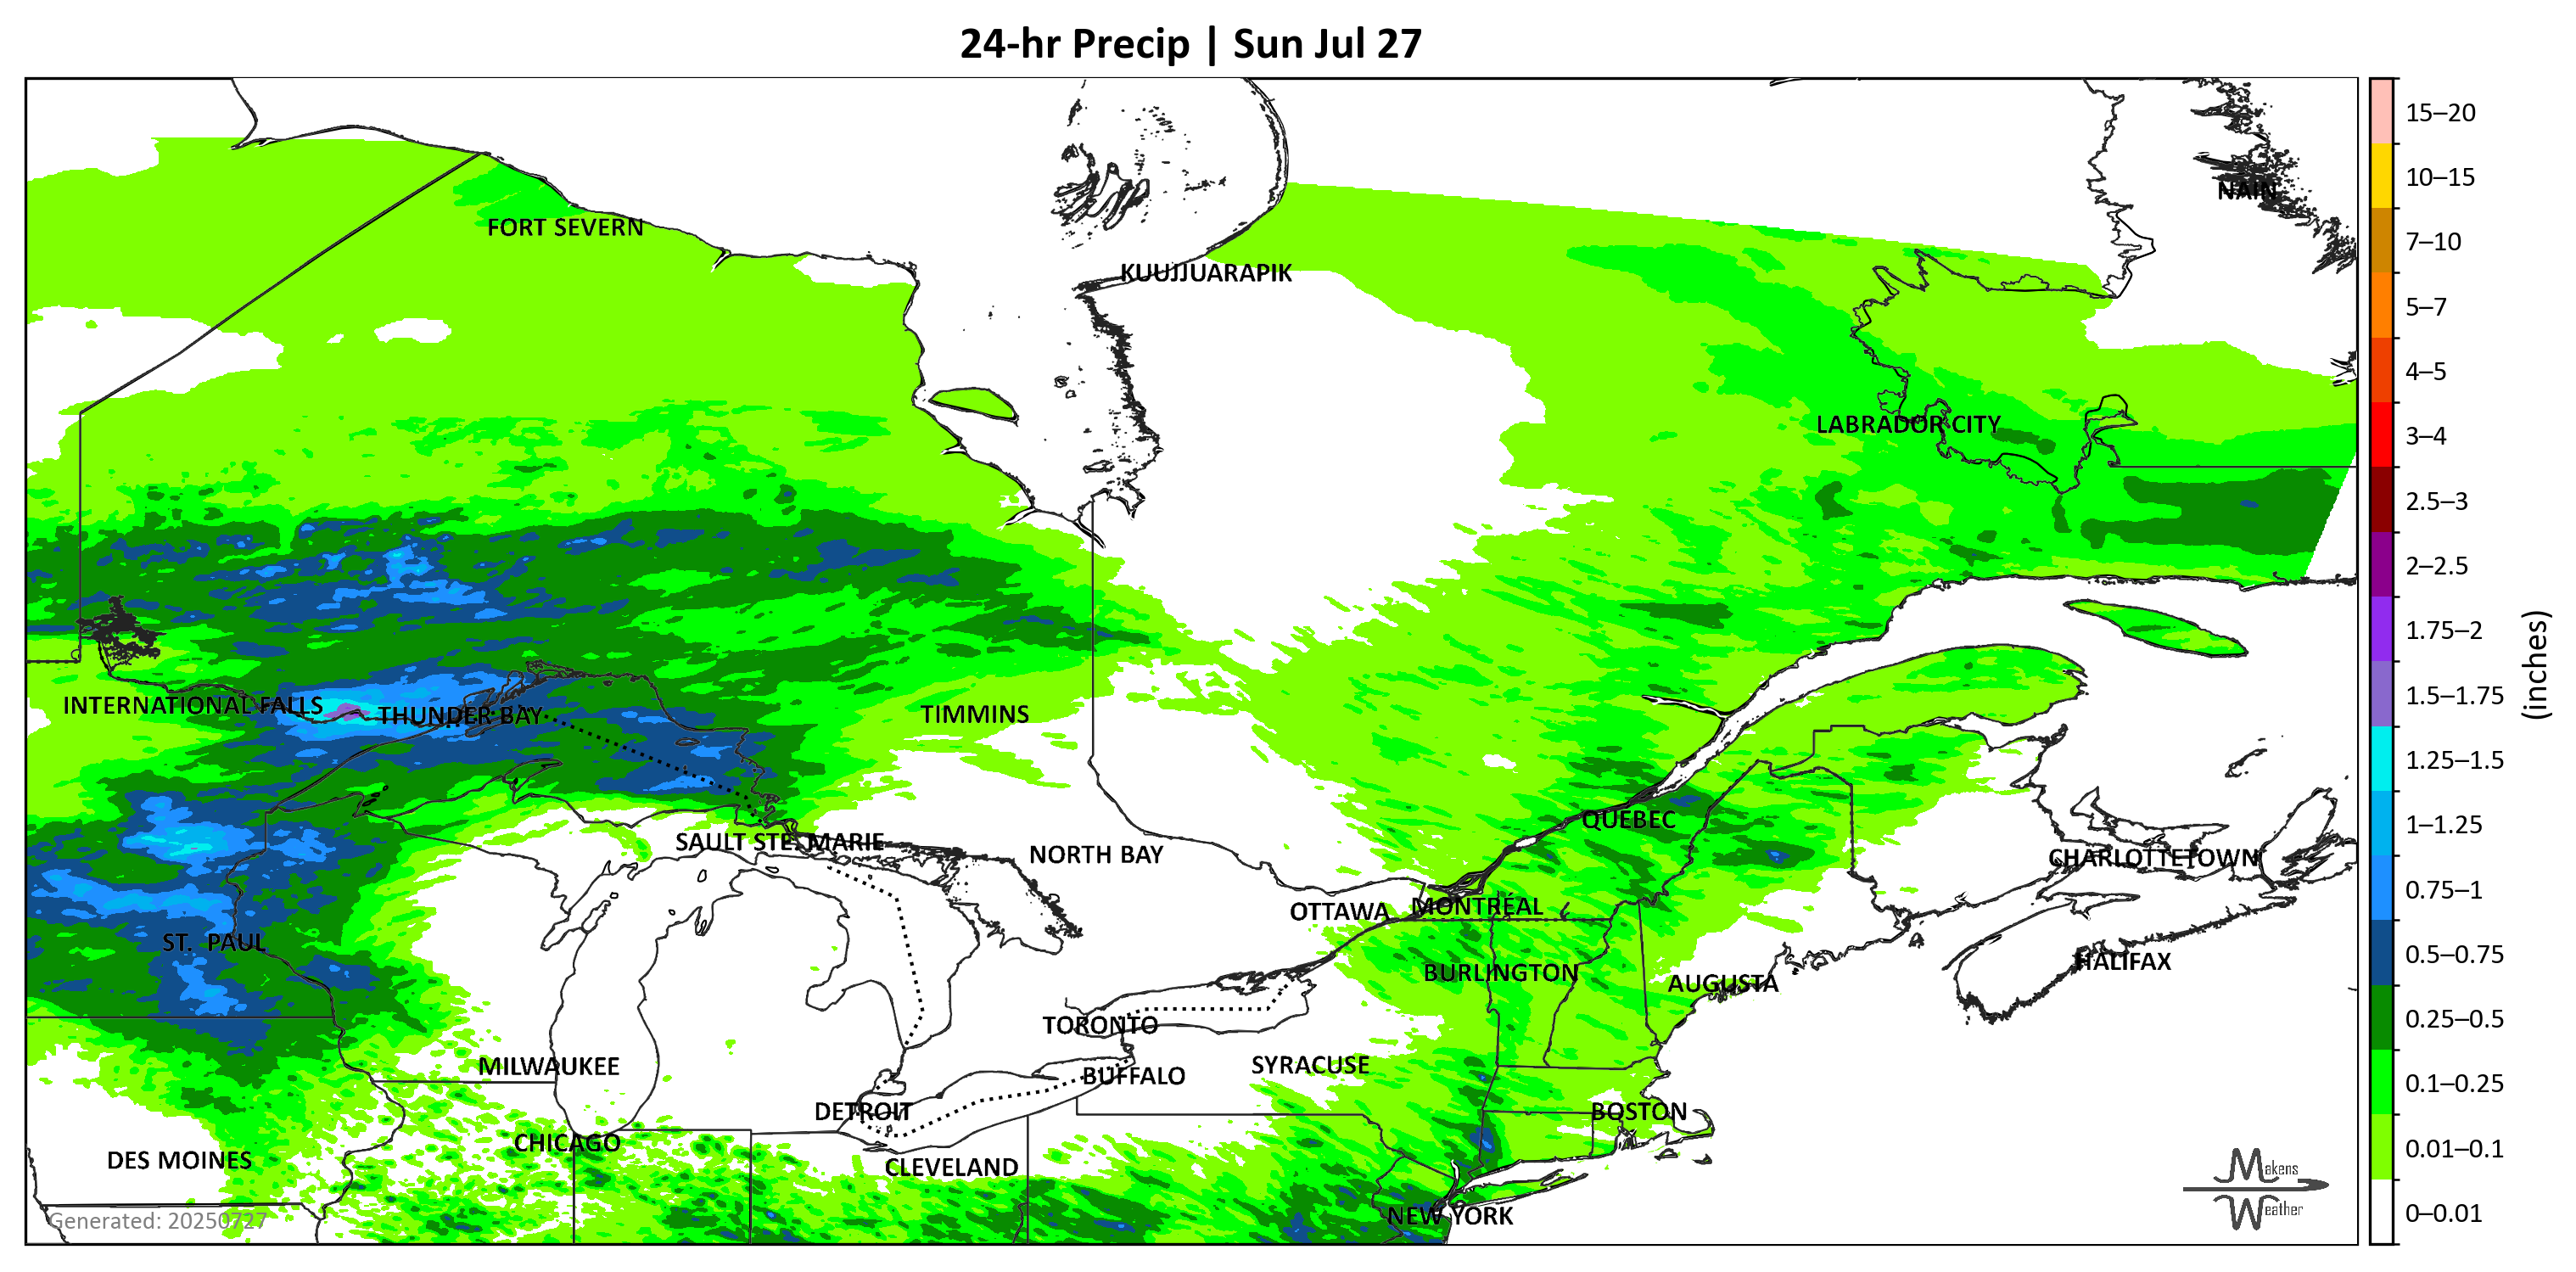 24-hr Precip | Sun Jul 27
NAIN
FORT SEVERN
KUUJJUARAPIK
LABRADOR CITY
INTERNATIONAL FALLS
THUNDER BAY
TIMMINS
QUÉBEC
SAULT STE. MARIE
NORTH BAY
CHARLOTTETOWN
OTTAWA
MONTRÉAL
ST. PAUL
HALIFAX
BURLINGTON
AUGUSTA
TORONTO
MILWAUKEE
SYRACUSE
BUFFALO
DETROIT
BOSTON
CHICAGO
DES MOINES
CLEVELAND
NEW YORK
Generated: 20250727
Makens
Weather
15–20
10–15
7–10
5–7
4–5
3–4
2.5–3
2–2.5
1.75–2
1.5–1.75
1.25–1.5
1–1.25
0.75–1
0.5–0.75
0.25–0.5
0.1–0.25
0.01–0.1
0–0.01
(inches)